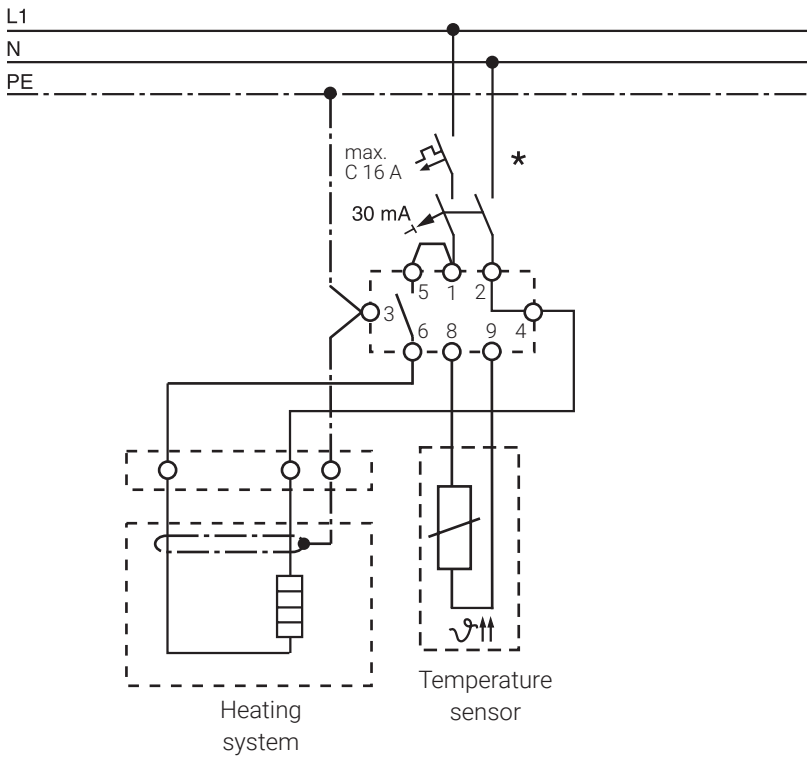 L1
N
PE
max.
C 16 A
*
30 mA
5
1
2
3
6
8
9
4
ϑ↑↑
Temperature
sensor
Heating
system